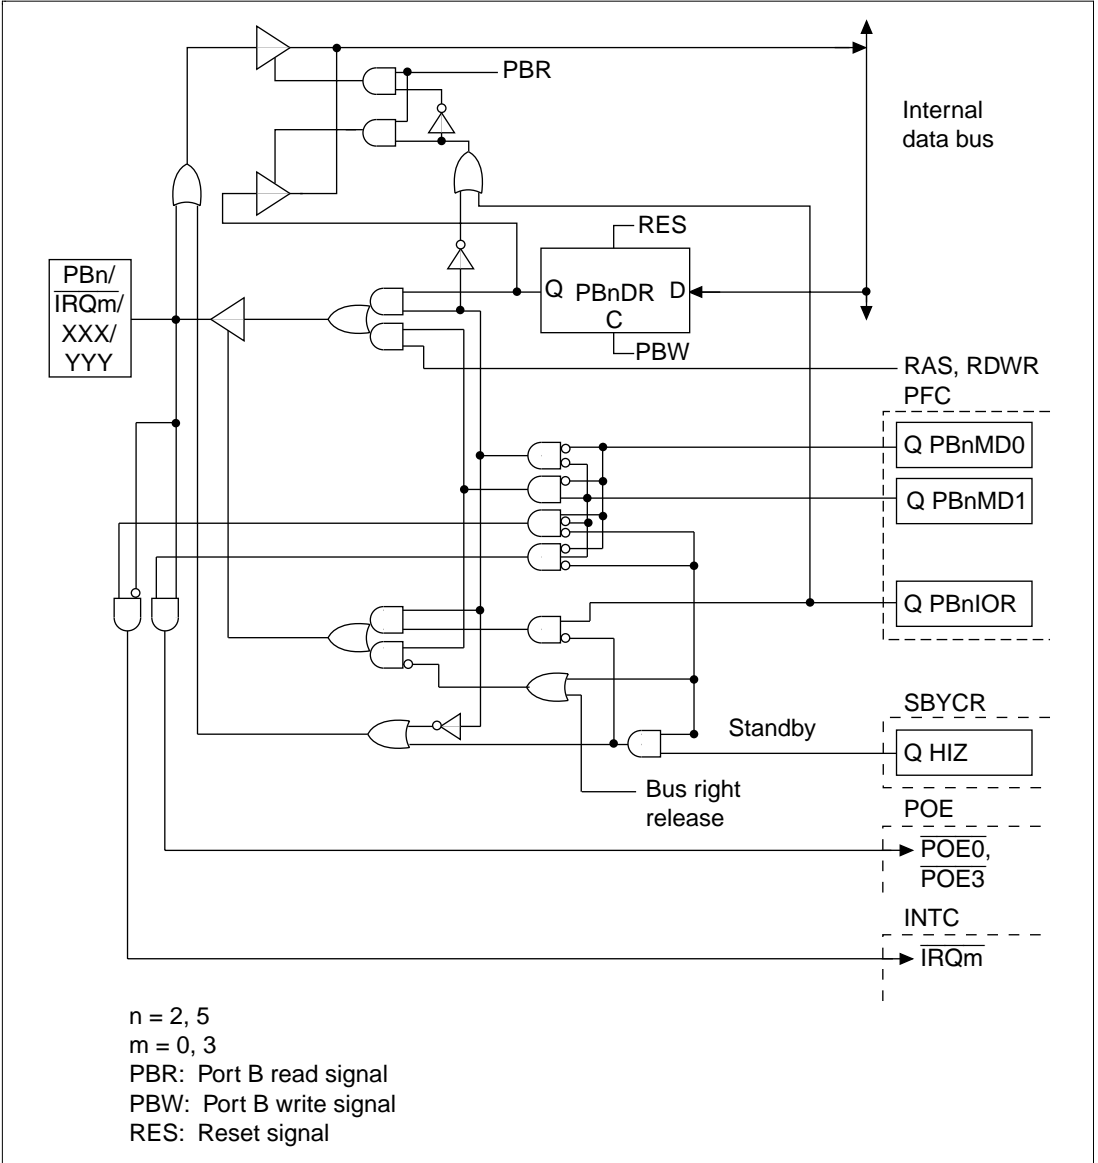 PBR
Internal
data bus
RES
PBn/
IRQm/
XXX/
YYY
Q PBnDR D
C
PBW
RAS, RDWR
PFC
Q PBnMD0
Q PBnMD1
Q PBnIOR
SBYCR
Standby
Q HIZ
Bus right
release
POE
POE0,
POE3
INTC
IRQm
n = 2, 5
m = 0, 3
PBR: Port B read signal
PBW: Port B write signal
RES: Reset signal